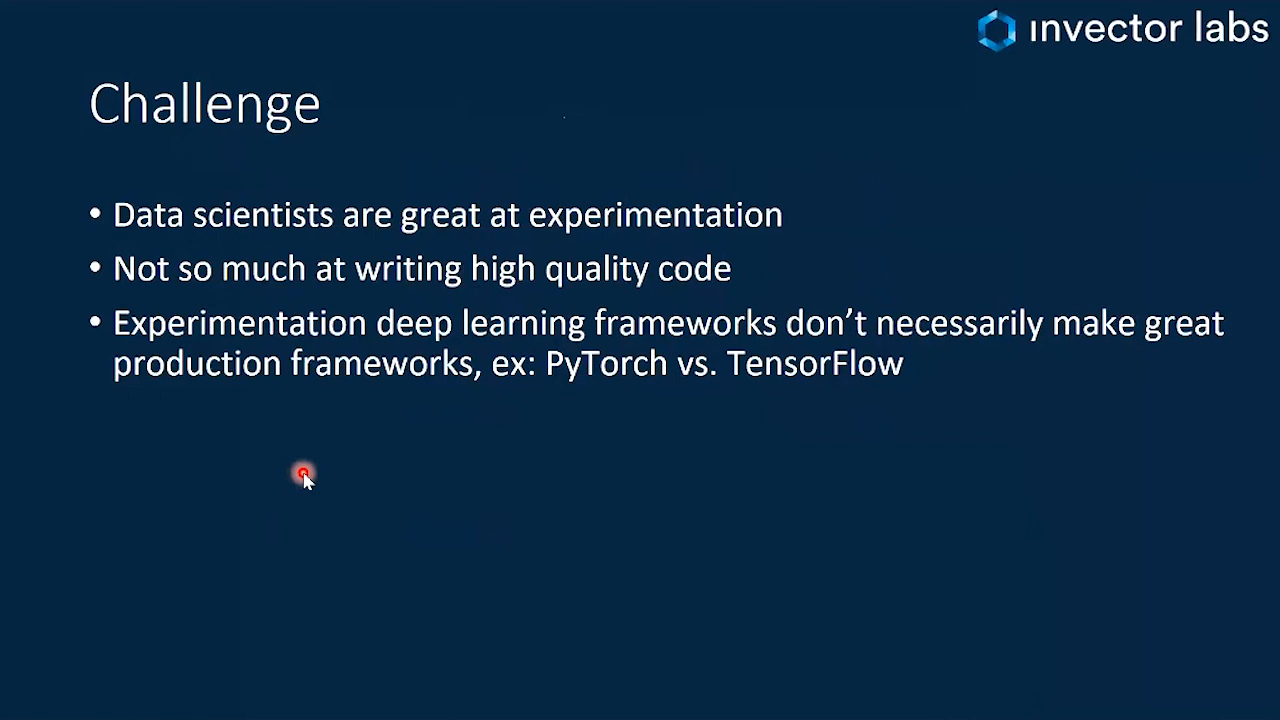 invector labs
Challenge
• Data scientists are great at experimentation
• Not so much at writing high quality code
• Experimentation deep learning frameworks don’t necessarily make great
production frameworks, ex: PyTorch vs. TensorFlow